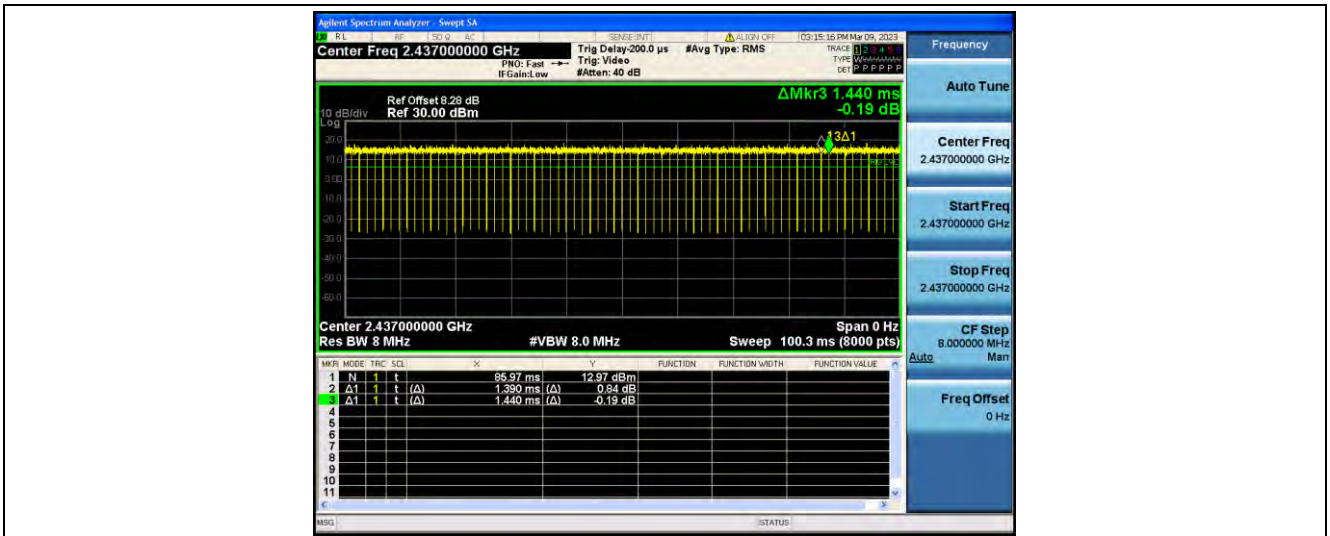 Agilent Spectrum Analyzer - Swept SA
RL RF 50 Ω AC SENSE:INT ALIGN OFF 03:15:16 PM Mar 09, 2023
Center Freq 2.437000000 GHz
PNO: Fast
IFGain:Low
Trig Delay-200.0 µs
Trig: Video
#Atten: 40 dB
#Avg Type: RMS
TRACE 1 2 3 4 5 6
TYPE
DET P P P P P P
ΔMkr3 1.440 ms
-0.19 dB
Ref Offset 8.28 dB
10 dB/div Ref 30.00 dBm
Log
20.0
10.0
0.00
-10.0
-20.0
-30.0
-40.0
-50.0
-60.0
13Δ1
Center 2.437000000 GHz Span 0 Hz
Res BW 8 MHz #VBW 8.0 MHz Sweep 100.3 ms (8000 pts)
MKR MODE TRC SCL X Y FUNCTION FUNCTION WIDTH FUNCTION VALUE
1 N 1 t 85.97 ms 12.97 dBm
2 Δ1 1 t (Δ) 1.390 ms (Δ) 0.84 dB
3 Δ1 1 t (Δ) 1.440 ms (Δ) -0.19 dB
4
5
6
7
8
9
10
11
MSG STATUS
Frequency
Auto Tune
Center Freq
2.437000000 GHz
Start Freq
2.437000000 GHz
Stop Freq
2.437000000 GHz
CF Step
8.000000 MHz
Auto Man
Freq Offset
0 Hz